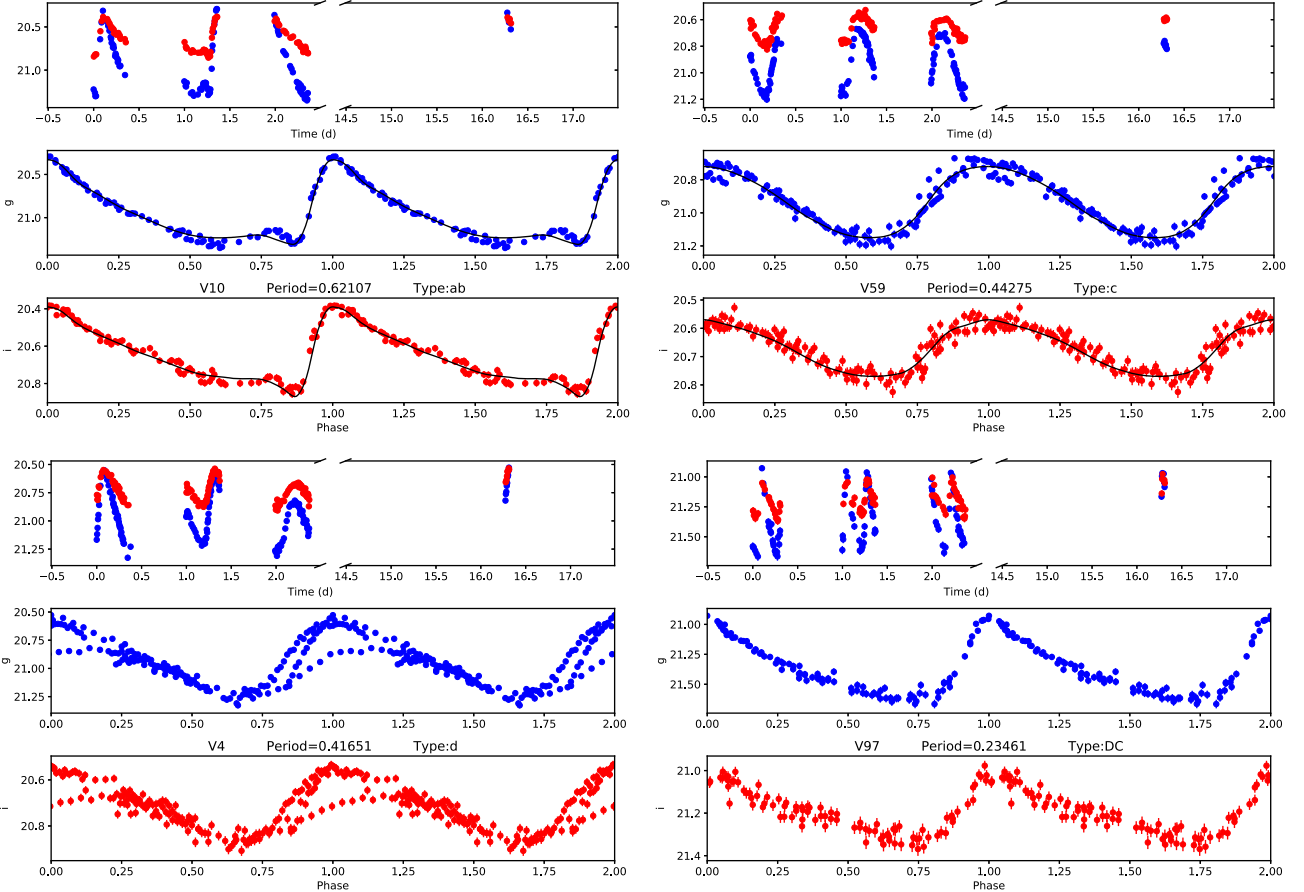 20.5
21.0
−0.5 0.0 0.5 1.0 1.5 2.0 14.5 15.0 15.5 16.0 16.5 17.0
Time (d)
g
20.5
21.0
0.00 0.25 0.50 0.75 1.00 1.25 1.50 1.75 2.00
V10 Period=0.62107 Type:ab
i
20.4
20.6
20.8
0.00 0.25 0.50 0.75 1.00 1.25 1.50 1.75 2.00
Phase
20.6
20.8
21.0
21.2
−0.5 0.0 0.5 1.0 1.5 2.0 14.5 15.0 15.5 16.0 16.5 17.0
Time (d)
g
20.8
21.0
21.2
0.00 0.25 0.50 0.75 1.00 1.25 1.50 1.75 2.00
V59 Period=0.44275 Type:c
i
20.5
20.6
20.7
20.8
0.00 0.25 0.50 0.75 1.00 1.25 1.50 1.75 2.00
Phase
20.50
20.75
21.00
21.25
−0.5 0.0 0.5 1.0 1.5 2.0 14.5 15.0 15.5 16.0 16.5 17.0
Time (d)
g
20.50
20.75
21.00
21.25
0.00 0.25 0.50 0.75 1.00 1.25 1.50 1.75 2.00
V4 Period=0.41651 Type:d
i
20.6
20.8
0.00 0.25 0.50 0.75 1.00 1.25 1.50 1.75 2.00
Phase
21.00
21.25
21.50
−0.5 0.0 0.5 1.0 1.5 2.0 14.5 15.0 15.5 16.0 16.5 17.0
Time (d)
g
21.00
21.25
21.50
0.00 0.25 0.50 0.75 1.00 1.25 1.50 1.75 2.00
V97 Period=0.23461 Type:DC
i
21.0
21.2
21.4
0.00 0.25 0.50 0.75 1.00 1.25 1.50 1.75 2.00
Phase